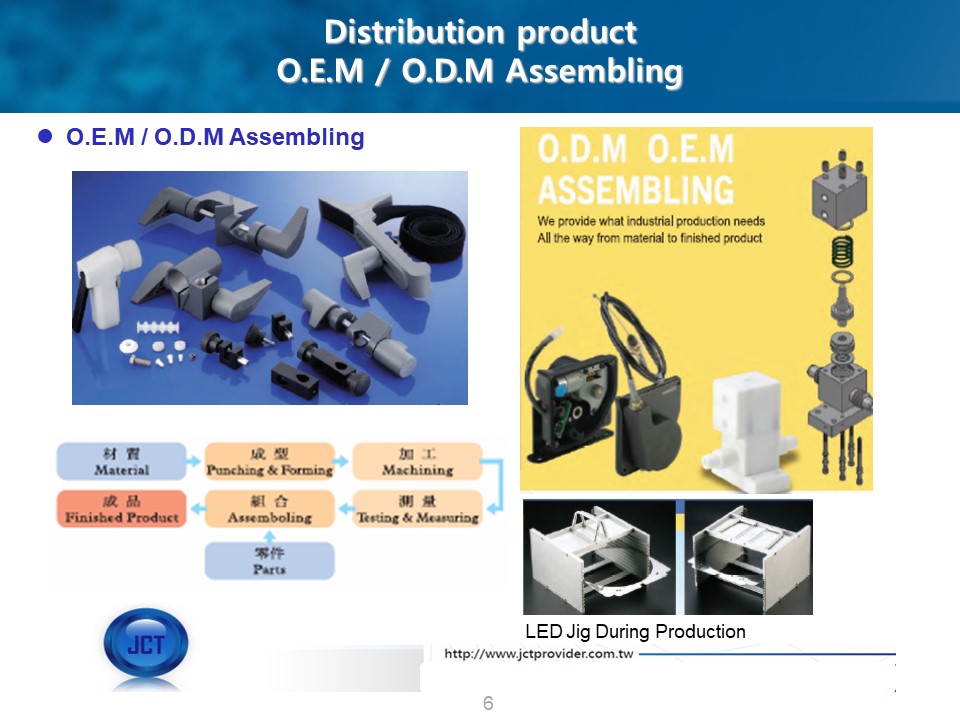 Distribution product
O.E.M / O.D.M Assembling
● O.E.M / O.D.M Assembling
O.D.M O.E.M
ASSEMBLING
We provide what industrial production needs
All the way from material to finished product
材質
Material
成型
Punching & Forming
加工
Machining
成品
Finished Product
組合
Assemboling
測量
Testing & Measuring
零件
Parts
LED Jig During Production
JCT
http://www.jctprovider.com.tw
6